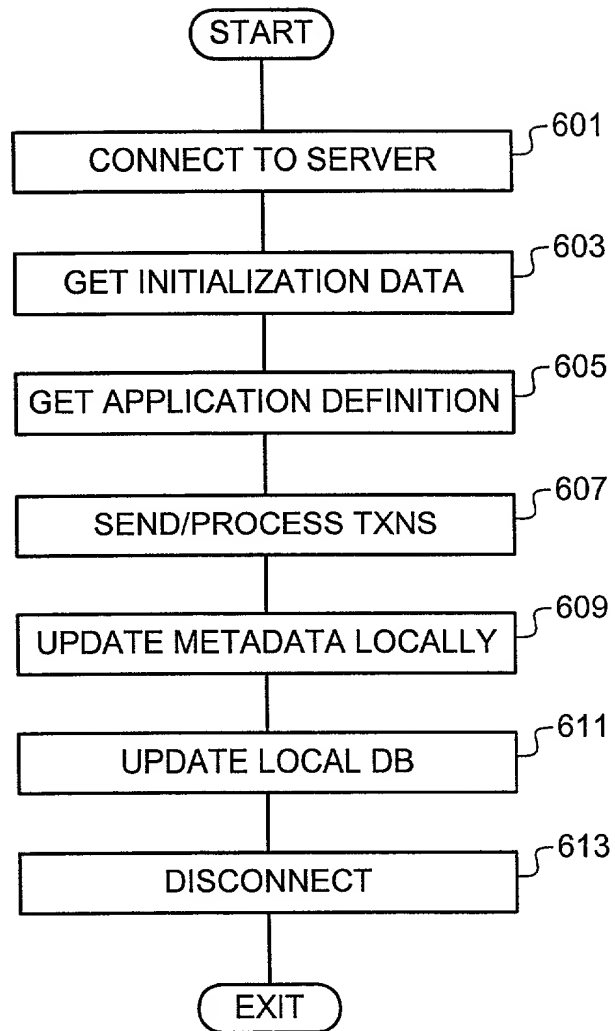 START
601
CONNECT TO SERVER
603
GET INITIALIZATION DATA
605
GET APPLICATION DEFINITION
607
SEND/PROCESS TXNS
609
UPDATE METADATA LOCALLY
611
UPDATE LOCAL DB
613
DISCONNECT
EXIT